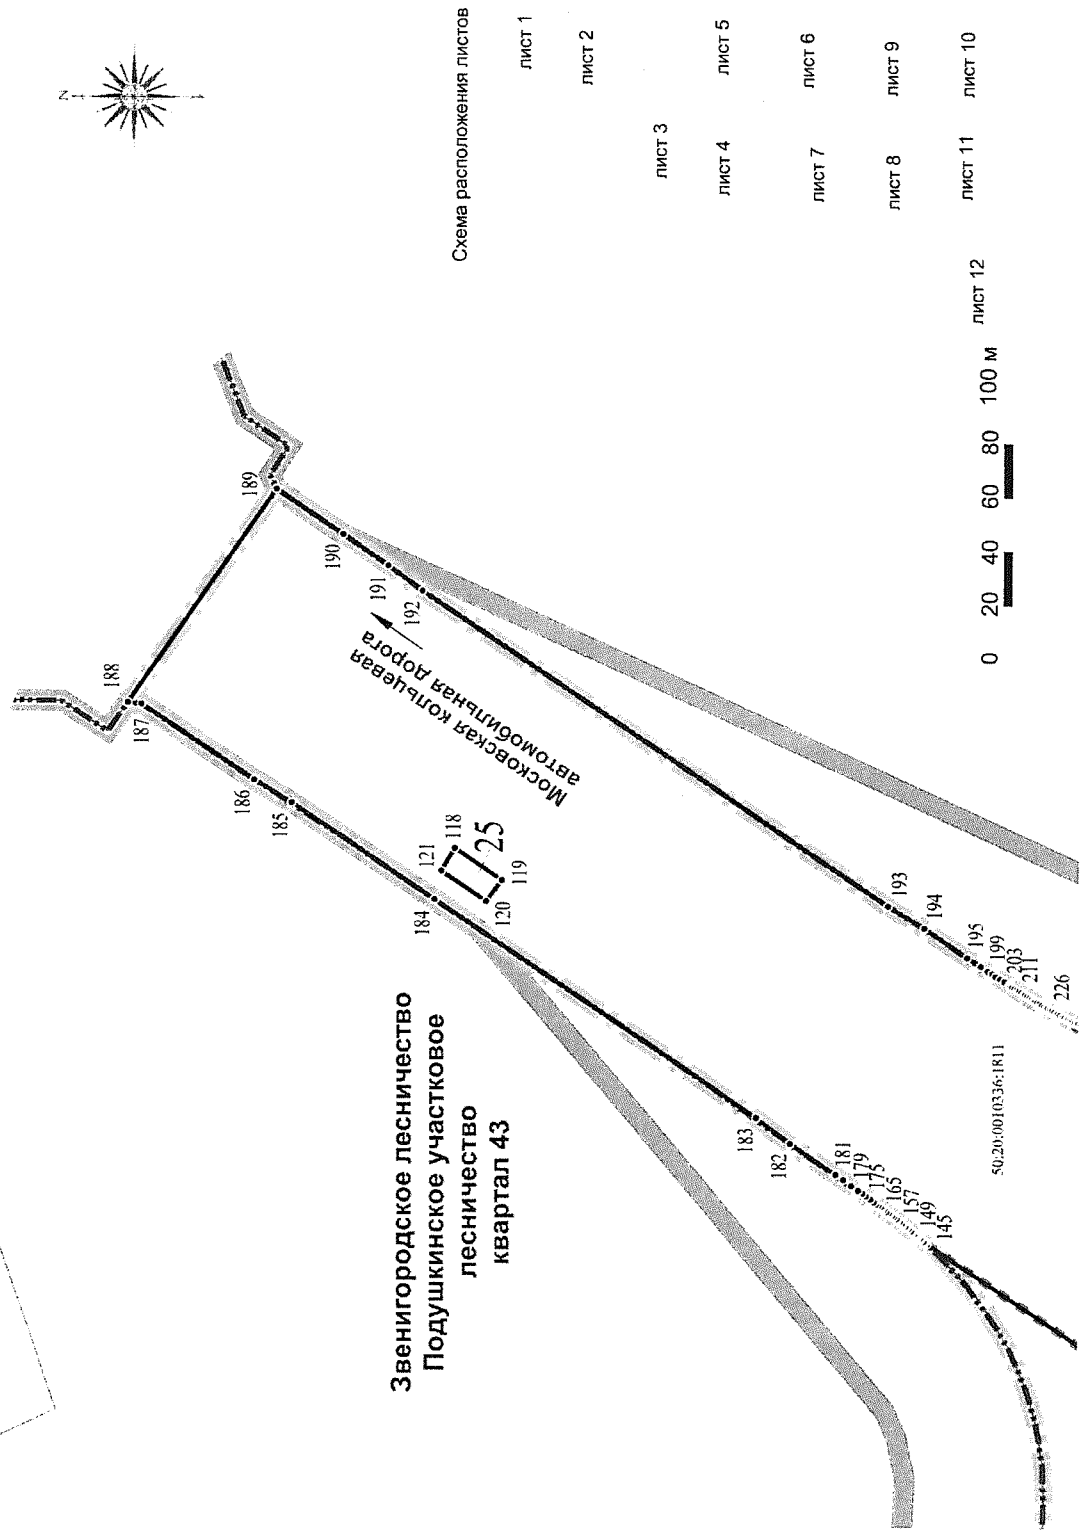 N
Схема расположения листов
лист 1
лист 2
лист 3
лист 5
лист 4
лист 6
лист 7
лист 9
лист 8
лист 10
лист 11
лист 12
188
187
189
186
185
190
191
192
Московская кольцевая
автомобильная дорога
121
118
25
119
120
184
Звенигородское лесничество
Подушкинское участковое
лесничество
квартал 43
193
194
195
199
203
211
226
183
182
181
179
175
165
157
149
145
50:20:0010336:1811
0 20 40 60 80 100 м